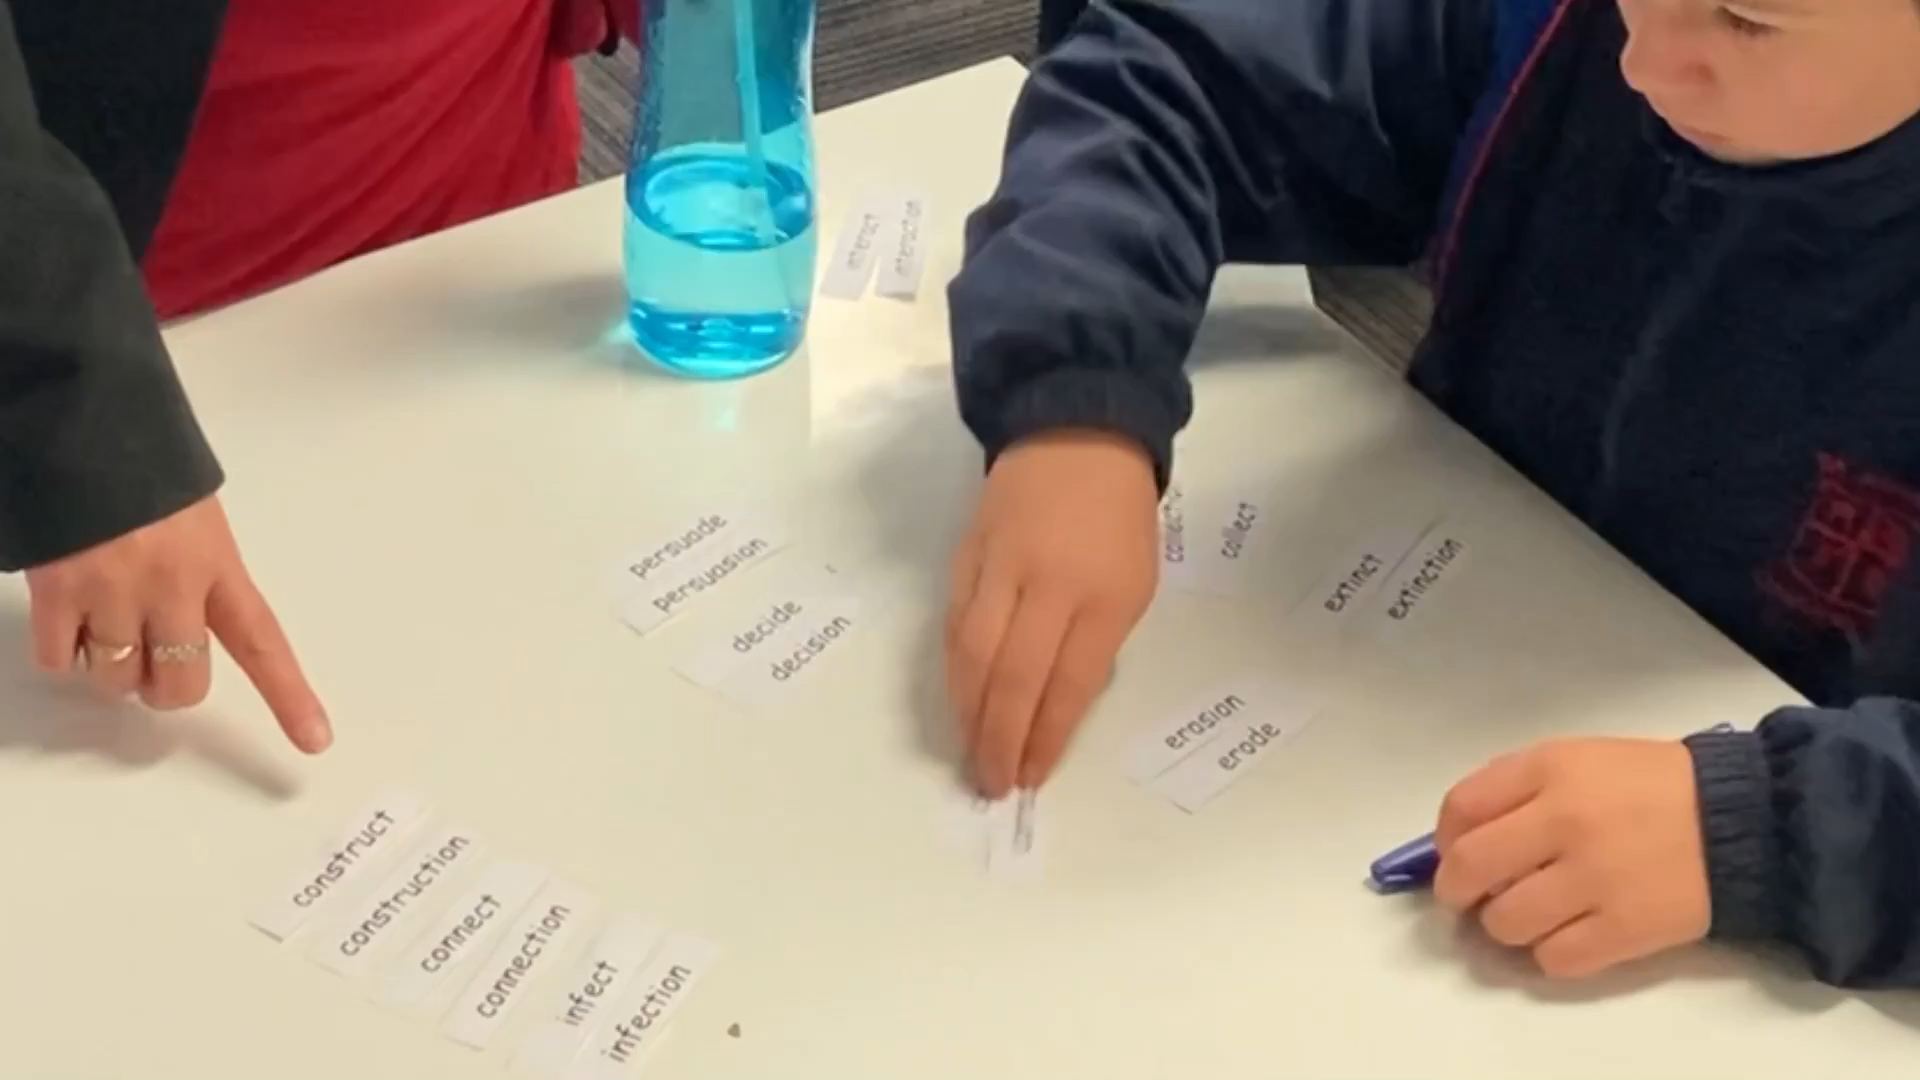 interact
interaction
persuade
persuasion
decide
decision
collect
extinct
extinction
erosion
erode
construct
construction
connect
connection
infect
infection